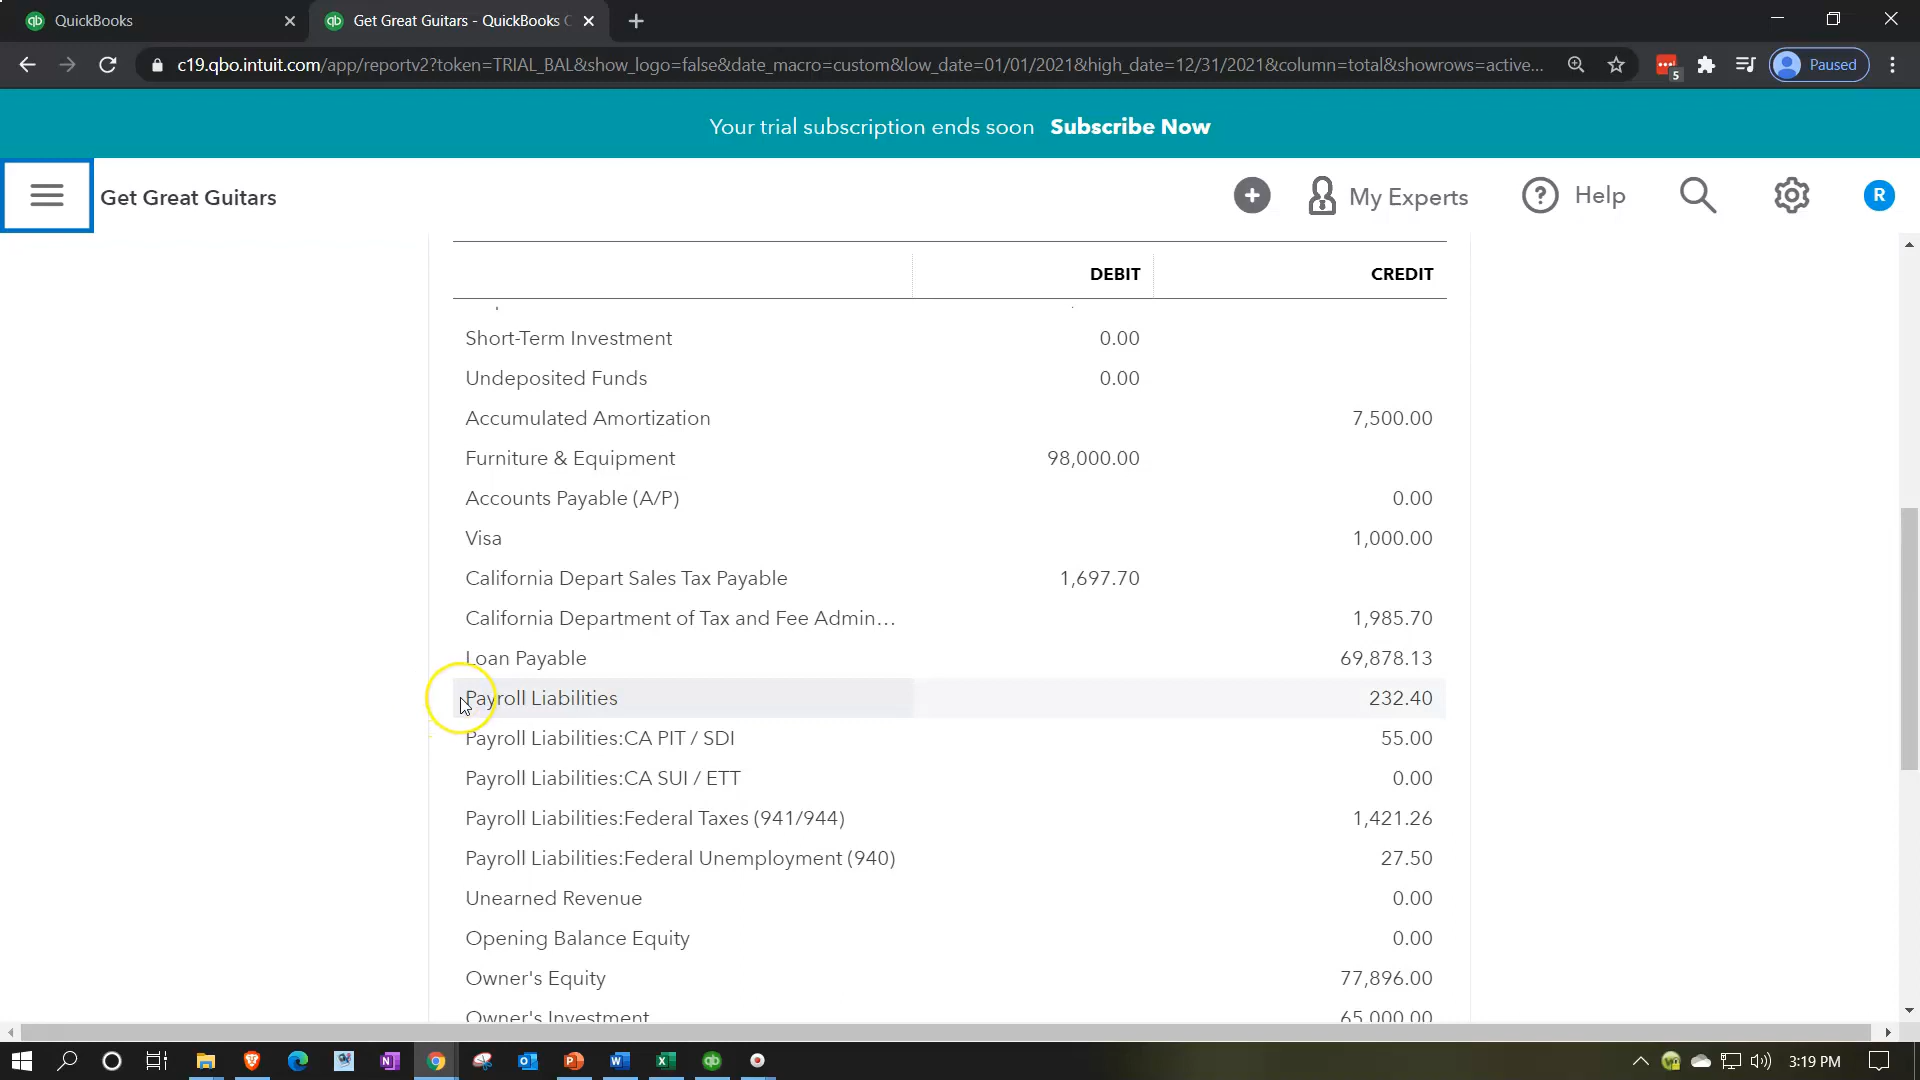 QuickBooks
Get Great Guitars - QuickBooks
c19.qbo.intuit.com/app/reportv2?token=TRIAL_BAL&show_logo=false&date_macro=custom&low_date=01/01/2021&high_date=12/31/2021&column=total&showrows=active...
5
Paused
Your trial subscription ends soon Subscribe Now
Get Great Guitars
My Experts
Help
R
DEBIT CREDIT
Short-Term Investment 0.00
Undeposited Funds 0.00
Accumulated Amortization 7,500.00
Furniture & Equipment 98,000.00
Accounts Payable (A/P) 0.00
Visa 1,000.00
California Depart Sales Tax Payable 1,697.70
California Department of Tax and Fee Admin... 1,985.70
Loan Payable 69,878.13
Payroll Liabilities 232.40
Payroll Liabilities:CA PIT / SDI 55.00
Payroll Liabilities:CA SUI / ETT 0.00
Payroll Liabilities:Federal Taxes (941/944) 1,421.26
Payroll Liabilities:Federal Unemployment (940) 27.50
Unearned Revenue 0.00
Opening Balance Equity 0.00
Owner's Equity 77,896.00
Owner's Investment 65,000.00
3:19 PM